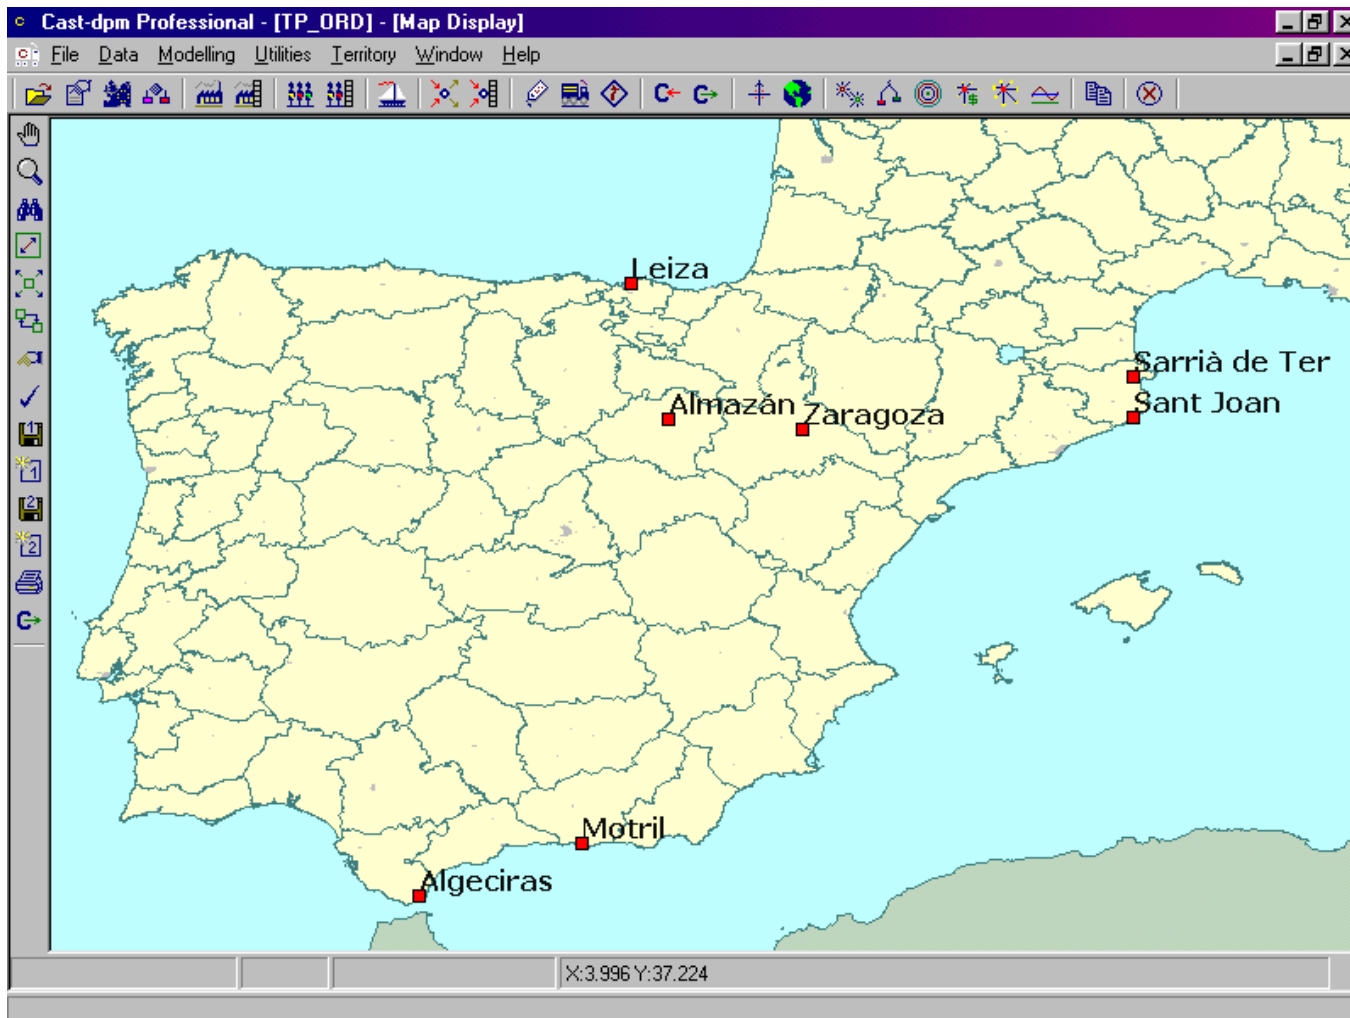 Cast-dpm Professional - [TP_ORD] - [Map Display]
File Data Modelling Utilities Territory Window Help
Leiza
Sarrià de Ter
Almazán
Sant Joan
Zaragoza
Motril
Algeciras
X:3.996 Y:37.224